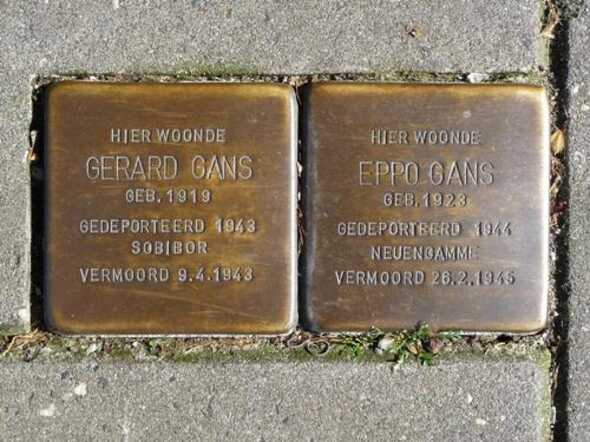 HIER WOONDE
GERARD GANS
GEB. 1919
GEDEPORTEERD 1943
SOBIBOR
VERMOORD 9.4.1943
HIER WOONDE
EPPO GANS
GEB. 1923
GEDEPORTEERD 1944
NEUENGAMME
VERMOORD 26.2.1945